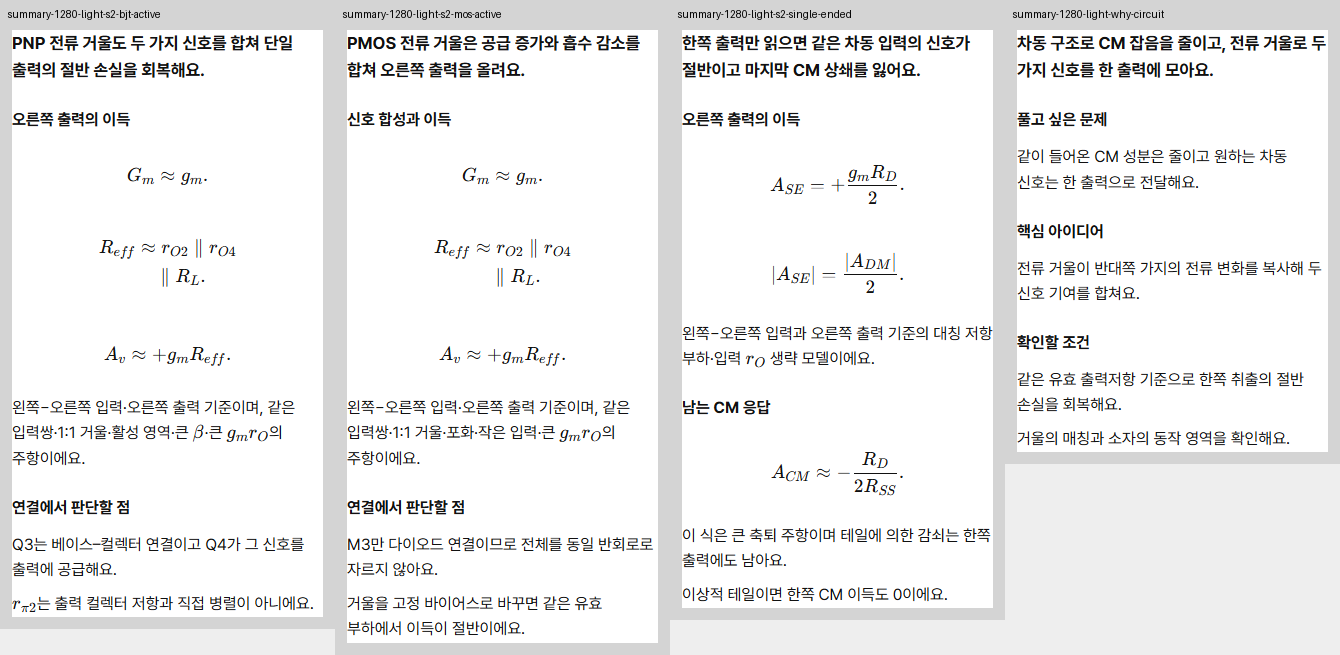 summary-1280-light-s2-bjt-active
PNP 전류 거울도 두 가지 신호를 합쳐 단일
출력의 절반 손실을 회복해요.
오른쪽 출력의 이득
G_m ≈ g_m.
R_eff ≈ r_O2 ∥ r_O4
∥ R_L.
A_v ≈ +g_m R_eff.
왼쪽−오른쪽 입력·오른쪽 출력 기준이며, 같은
입력쌍·1:1 거울·활성 영역·큰 β·큰 g_m r_O의
주항이에요.
연결에서 판단할 점
Q3는 베이스–컬렉터 연결이고 Q4가 그 신호를
출력에 공급해요.
r_π2는 출력 컬렉터 저항과 직접 병렬이 아니에요.
summary-1280-light-s2-mos-active
PMOS 전류 거울은 공급 증가와 흡수 감소를
합쳐 오른쪽 출력을 올려요.
신호 합성과 이득
G_m ≈ g_m.
R_eff ≈ r_O2 ∥ r_O4
∥ R_L.
A_v ≈ +g_m R_eff.
왼쪽−오른쪽 입력·오른쪽 출력 기준이며, 같은
입력쌍·1:1 거울·포화·작은 입력·큰 g_m r_O의
주항이에요.
연결에서 판단할 점
M3만 다이오드 연결이므로 전체를 동일 반회로로
자르지 않아요.
거울을 고정 바이어스로 바꾸면 같은 유효
부하에서 이득이 절반이에요.
summary-1280-light-s2-single-ended
한쪽 출력만 읽으면 같은 차동 입력의 신호가
절반이고 마지막 CM 상쇄를 잃어요.
오른쪽 출력의 이득
A_SE = + g_m R_D / 2.
|A_SE| = |A_DM| / 2.
왼쪽−오른쪽 입력과 오른쪽 출력 기준의 대칭 저항
부하·입력 r_O 생략 모델이에요.
남는 CM 응답
A_CM ≈ − R_D / 2R_SS.
이 식은 큰 축퇴 주항이며 테일에 의한 감쇠는 한쪽
출력에도 남아요.
이상적 테일이면 한쪽 CM 이득도 0이에요.
summary-1280-light-why-circuit
차동 구조로 CM 잡음을 줄이고, 전류 거울로 두
가지 신호를 한 출력에 모아요.
풀고 싶은 문제
같이 들어온 CM 성분은 줄이고 원하는 차동
신호는 한 출력으로 전달해요.
핵심 아이디어
전류 거울이 반대쪽 가지의 전류 변화를 복사해 두
신호 기여를 합쳐요.
확인할 조건
같은 유효 출력저항 기준으로 한쪽 취출의 절반
손실을 회복해요.
거울의 매칭과 소자의 동작 영역을 확인해요.